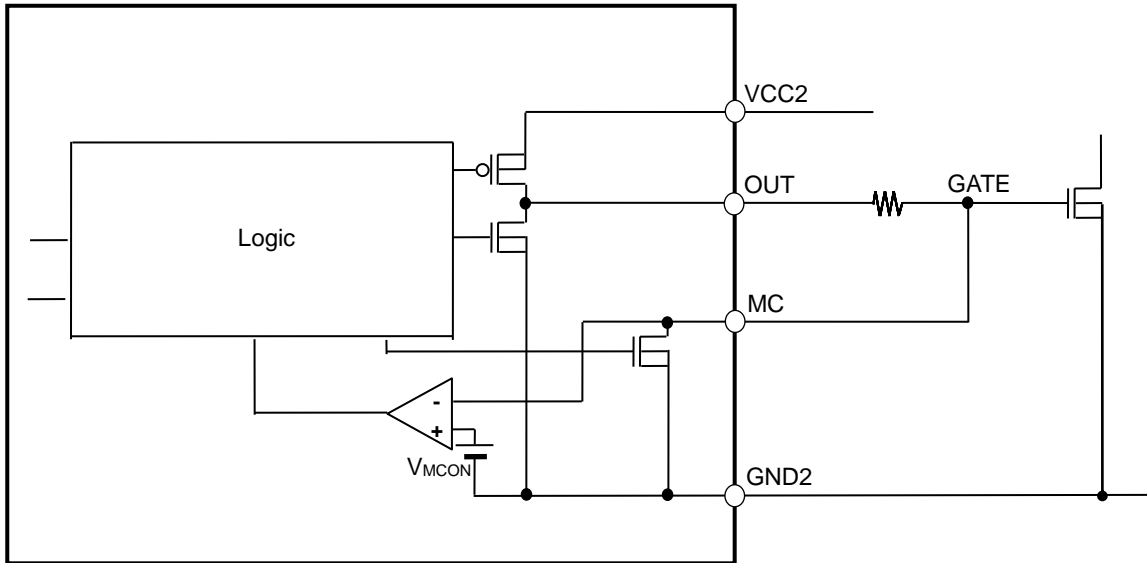 VCC2
OUT
GATE
Logic
MC
-
+
VMCON
GND2